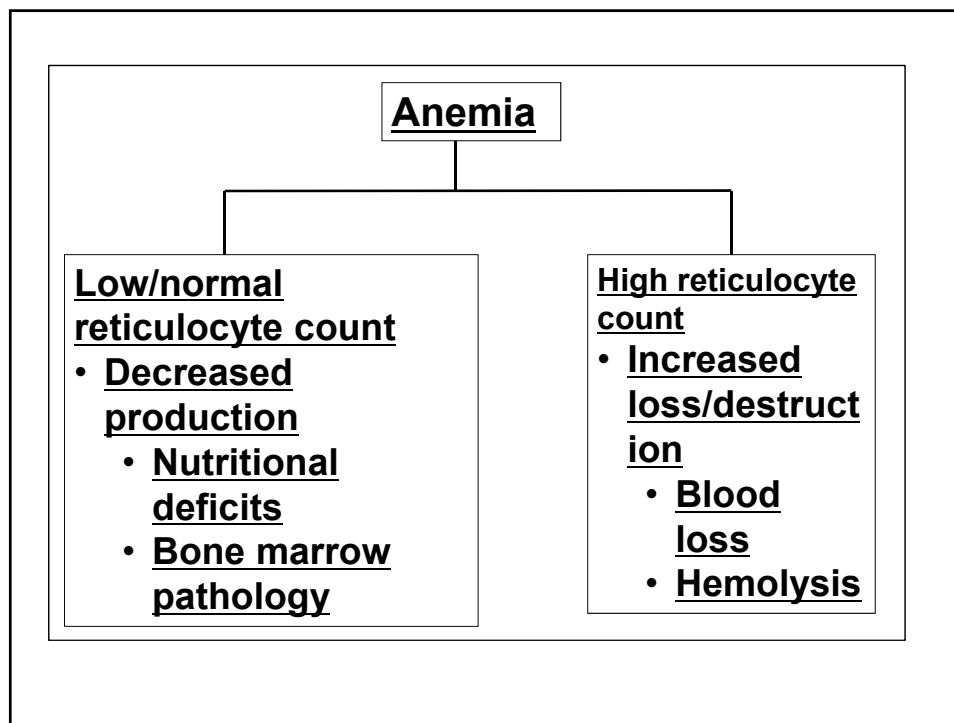 Anemia
Low/normal
reticulocyte count
• Decreased
production
• Nutritional
deficits
• Bone marrow
pathology
High reticulocyte
count
• Increased
loss/destruct
ion
• Blood
loss
• Hemolysis